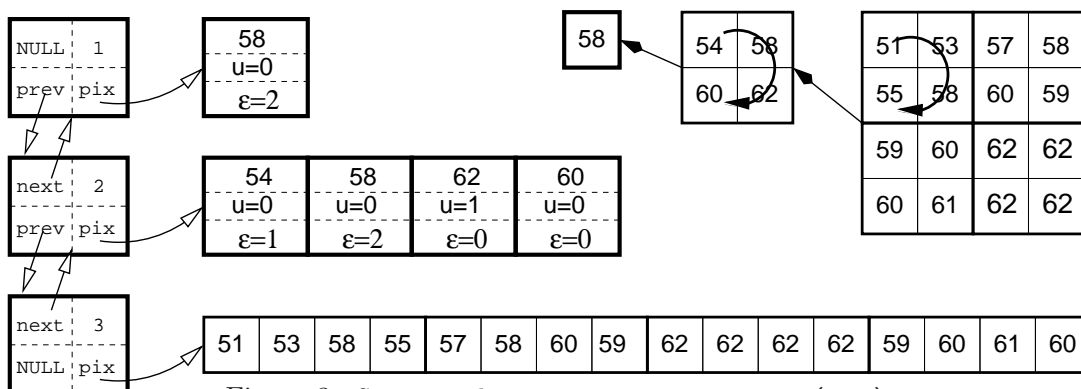 NULL 1
prev pix
58
u=0
ε=2
58
54 58
60 62
51 53 57 58
55 58 60 59
59 60 62 62
60 61 62 62
next 2
prev pix
54 58 62 60
u=0 u=0 u=1 u=0
ε=1 ε=2 ε=0 ε=0
next 3
NULL pix
51 53 58 55 57 58 60 59 62 62 62 62 59 60 61 60